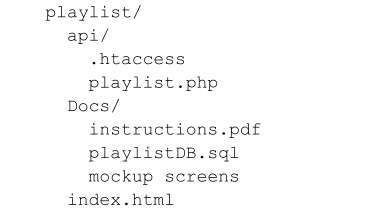 playlist/
api/
.htaccess
playlist.php
Docs/
instructions.pdf
playlistDB.sql
mockup screens
index.html